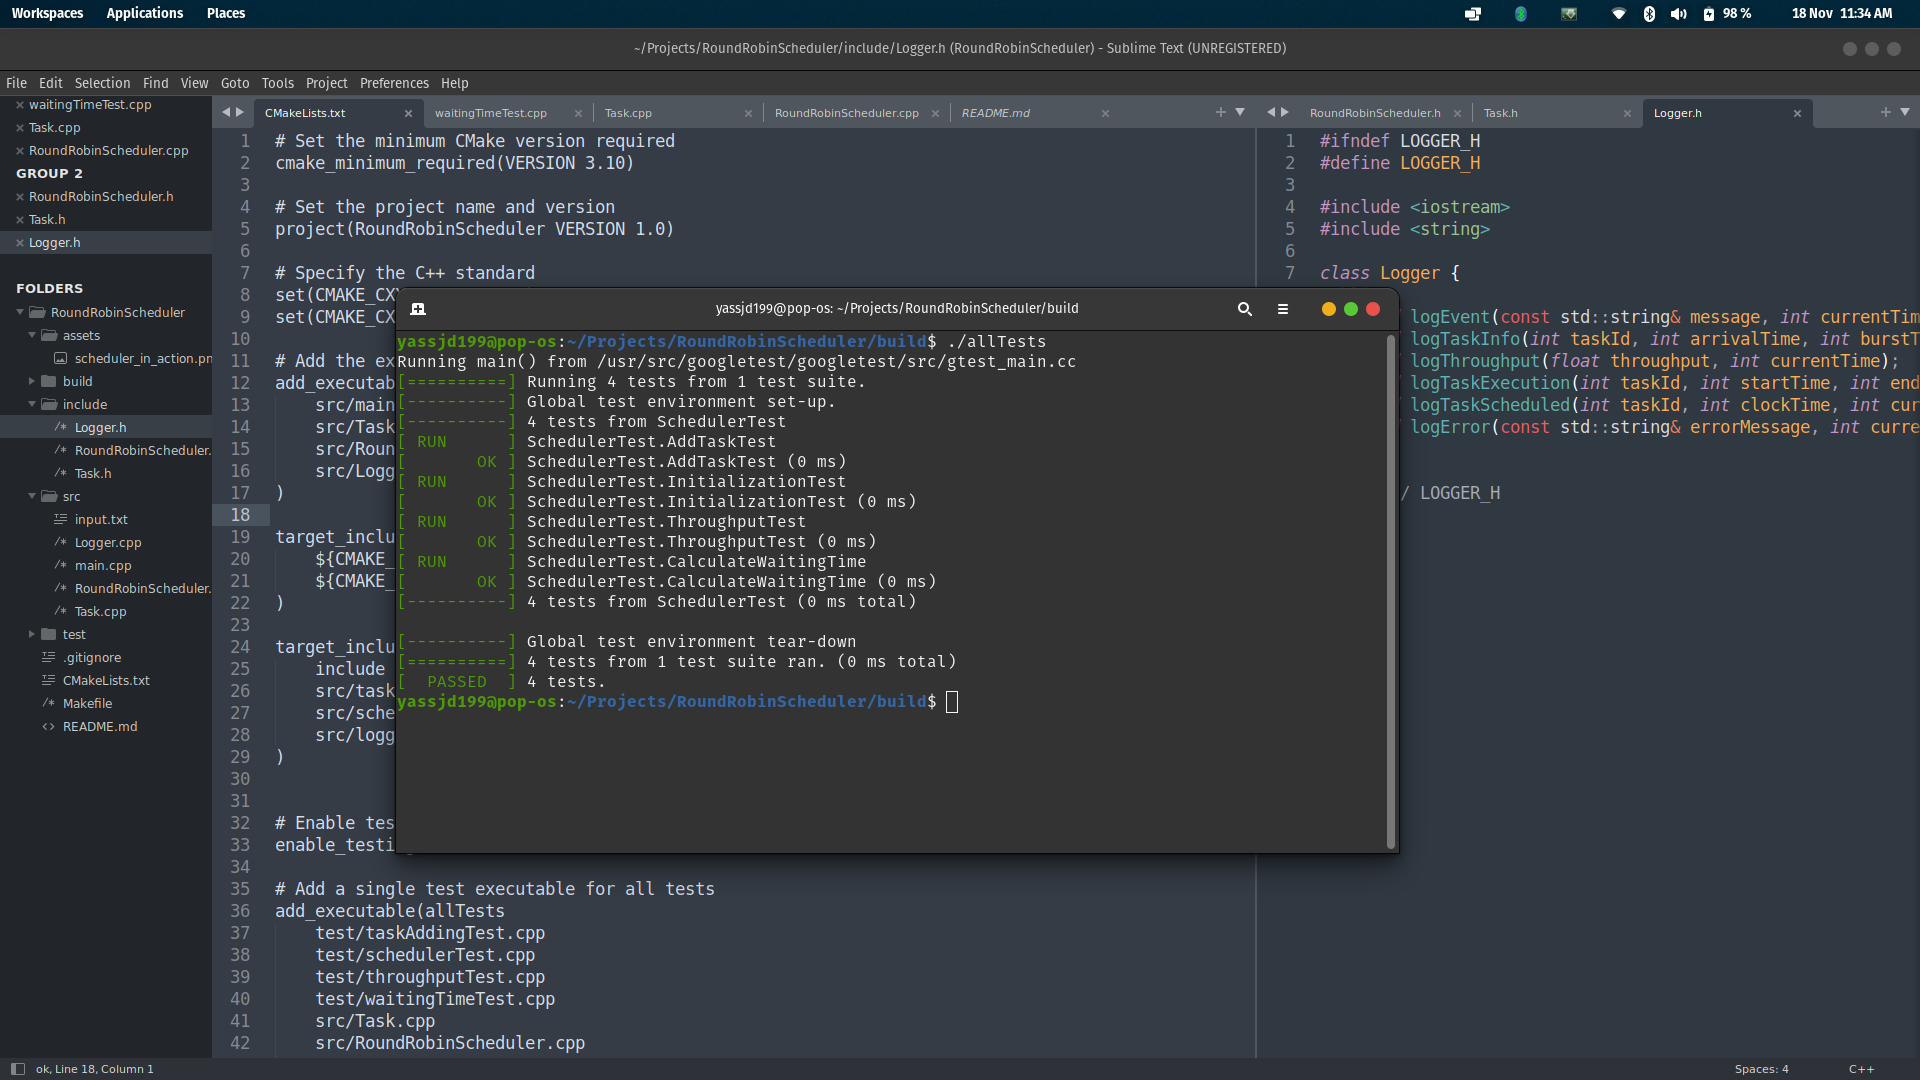 Workspaces Applications Places
98 % 18 Nov 11:34 AM
~/Projects/RoundRobinScheduler/include/Logger.h (RoundRobinScheduler) - Sublime Text (UNREGISTERED)
File Edit Selection Find View Goto Tools Project Preferences Help
waitingTimeTest.cpp
Task.cpp
RoundRobinScheduler.cpp
GROUP 2
RoundRobinScheduler.h
Task.h
Logger.h
FOLDERS
RoundRobinScheduler
assets
scheduler_in_action.pn
build
include
/* Logger.h
/* RoundRobinScheduler.
/* Task.h
src
input.txt
/* Logger.cpp
/* main.cpp
/* RoundRobinScheduler.
/* Task.cpp
test
.gitignore
CMakeLists.txt
/* Makefile
<> README.md
CMakeLists.txt waitingTimeTest.cpp Task.cpp RoundRobinScheduler.cpp README.md
1 # Set the minimum CMake version required
2 cmake_minimum_required(VERSION 3.10)
3
4 # Set the project name and version
5 project(RoundRobinScheduler VERSION 1.0)
6
7 # Specify the C++ standard
8 set(CMAKE_CX
9 set(CMAKE_CX
10
11 # Add the ex
12 add_executab
13 src/main
14 src/Task
15 src/Roun
16 src/Logg
17 )
18
19 target_inclu
20 ${CMAKE_
21 ${CMAKE_
22 )
23
24 target_inclu
25 include
26 src/task
27 src/sche
28 src/logg
29 )
30
31
32 # Enable tes
33 enable_testi
34
35 # Add a single test executable for all tests
36 add_executable(allTests
37 test/taskAddingTest.cpp
38 test/schedulerTest.cpp
39 test/throughputTest.cpp
40 test/waitingTimeTest.cpp
41 src/Task.cpp
42 src/RoundRobinScheduler.cpp
yassjd199@pop-os: ~/Projects/RoundRobinScheduler/build
yassjd199@pop-os:~/Projects/RoundRobinScheduler/build$ ./allTests
Running main() from /usr/src/googletest/googletest/src/gtest_main.cc
[==========] Running 4 tests from 1 test suite.
[----------] Global test environment set-up.
[----------] 4 tests from SchedulerTest
[ RUN      ] SchedulerTest.AddTaskTest
[       OK ] SchedulerTest.AddTaskTest (0 ms)
[ RUN      ] SchedulerTest.InitializationTest
[       OK ] SchedulerTest.InitializationTest (0 ms)
[ RUN      ] SchedulerTest.ThroughputTest
[       OK ] SchedulerTest.ThroughputTest (0 ms)
[ RUN      ] SchedulerTest.CalculateWaitingTime
[       OK ] SchedulerTest.CalculateWaitingTime (0 ms)
[----------] 4 tests from SchedulerTest (0 ms total)
[----------] Global test environment tear-down
[==========] 4 tests from 1 test suite ran. (0 ms total)
[  PASSED  ] 4 tests.
yassjd199@pop-os:~/Projects/RoundRobinScheduler/build$
RoundRobinScheduler.h Task.h Logger.h
1 #ifndef LOGGER_H
2 #define LOGGER_H
3
4 #include <iostream>
5 #include <string>
6
7 class Logger {
logEvent(const std::string& message, int currentTim
logTaskInfo(int taskId, int arrivalTime, int burstT
logThroughput(float throughput, int currentTime);
logTaskExecution(int taskId, int startTime, int end
logTaskScheduled(int taskId, int clockTime, int cur
logError(const std::string& errorMessage, int curre
/ LOGGER_H
ok, Line 18, Column 1
Spaces: 4 C++